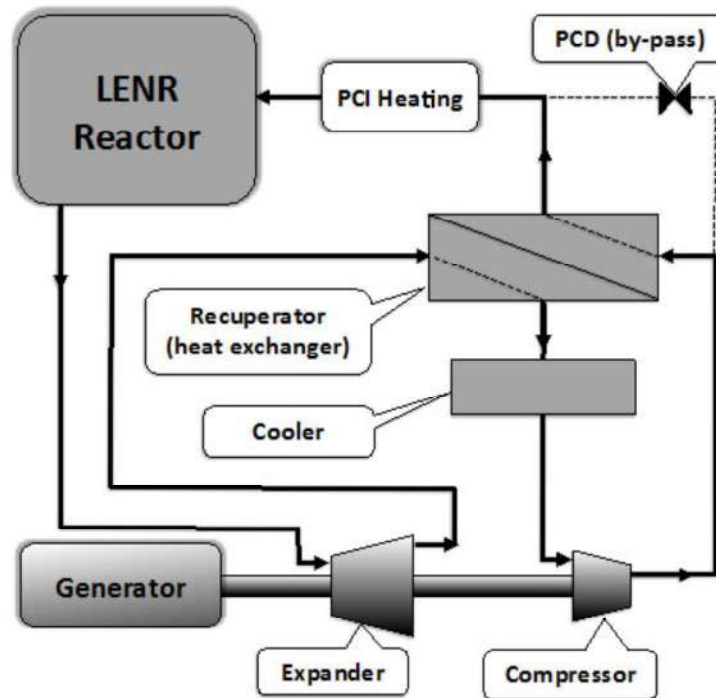 LENR
Reactor
PCI Heating
PCD (by-pass)
Recuperator
(heat exchanger)
Cooler
Generator
Expander
Compressor